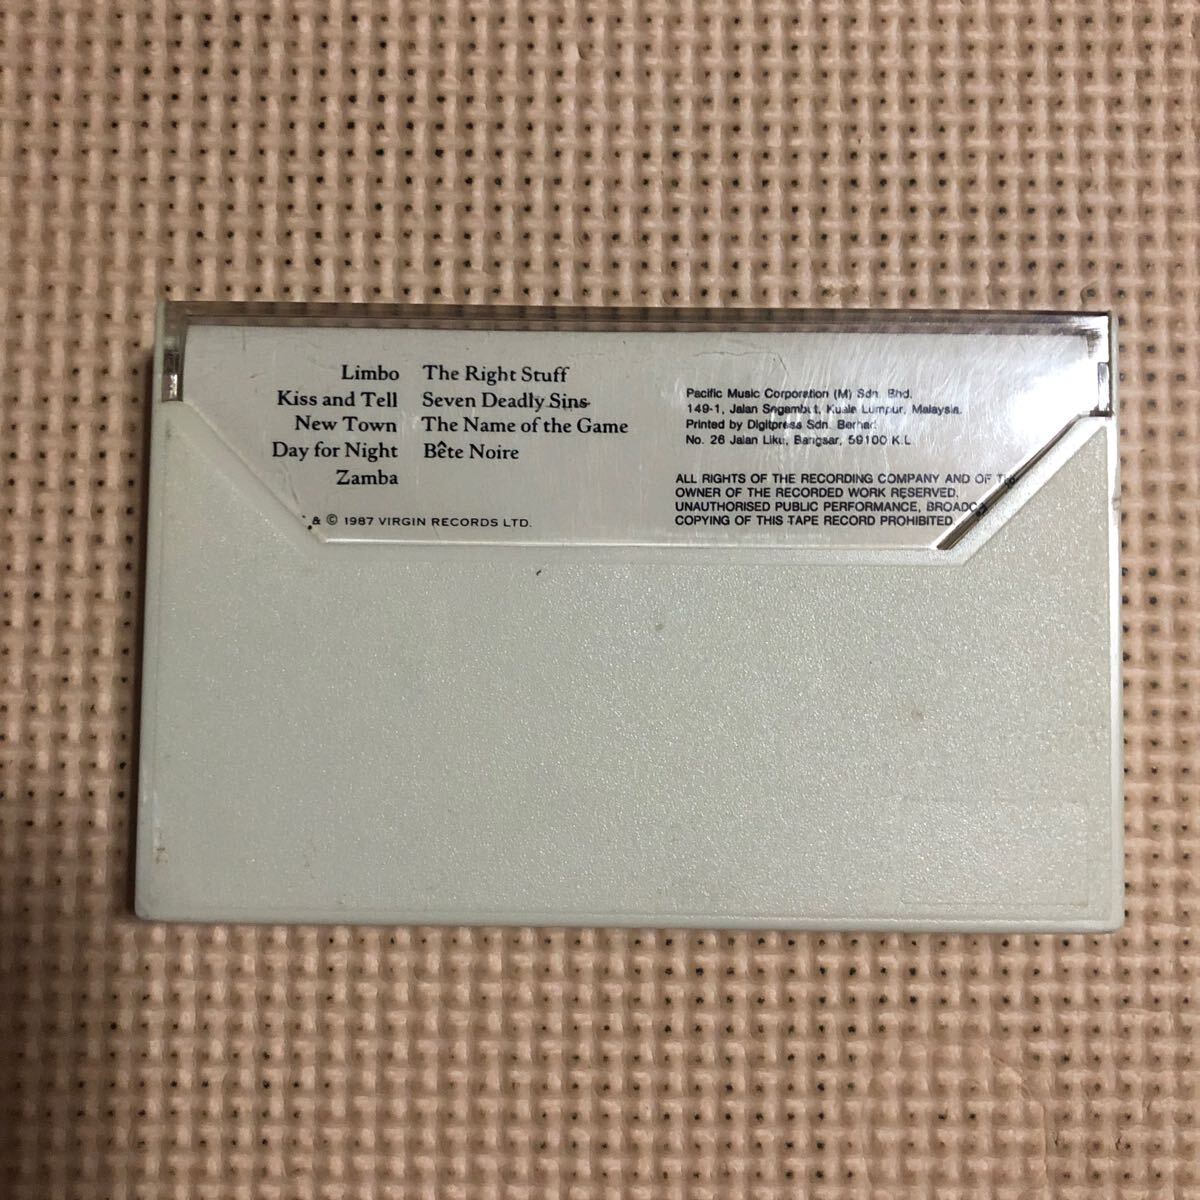 Limbo
Kiss and Tell
New Town
Day for Night
Zamba
The Right Stuff
Seven Deadly Sins
The Name of the Game
Bête Noire
& © 1987 VIRGIN RECORDS LTD.
Pacific Music Corporation (M) Sdn. Bhd.
149-1, Jalan Segambut, Kuala Lumpur, Malaysia.
Printed by Digitpress Sdn. Berhad
No. 26 Jalan Liku, Bangsar, 59100 K.L.
ALL RIGHTS OF THE RECORDING COMPANY AND OF
OWNER OF THE RECORDED WORK RESERVED.
UNAUTHORISED PUBLIC PERFORMANCE,
COPYING OF THIS TAPE RECORD PROHIBITED.